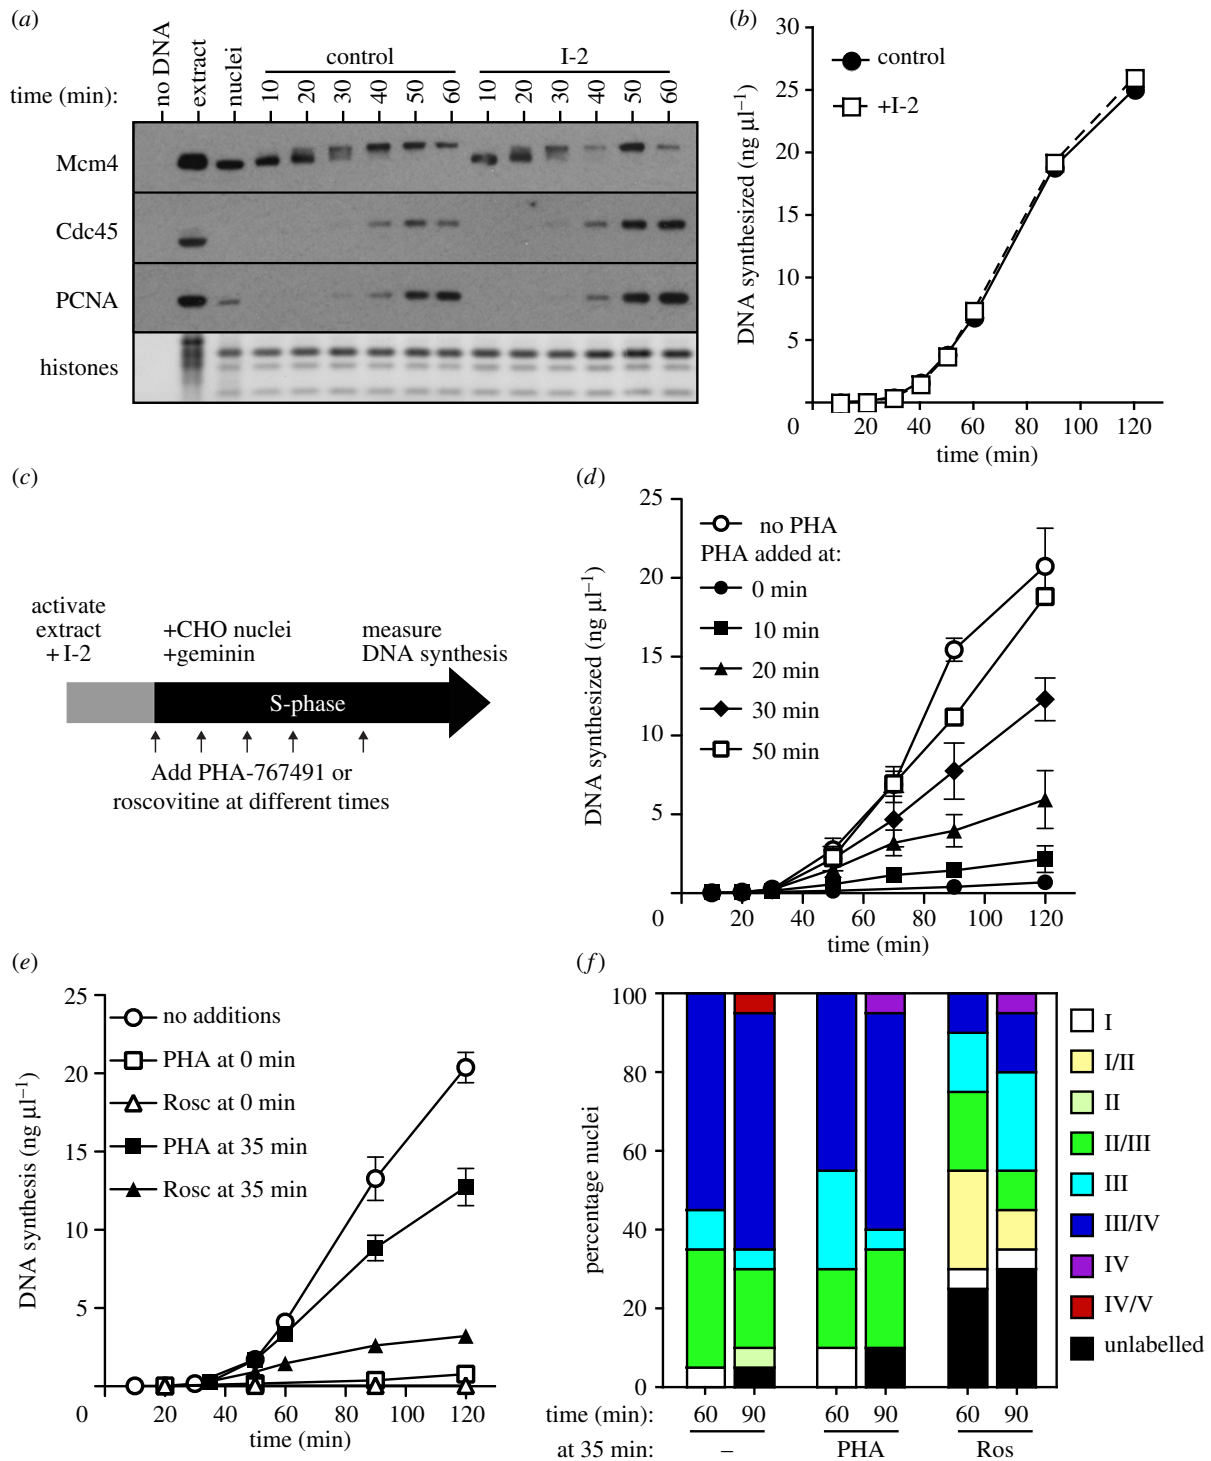 (a)
no DNA
extract
nuclei
control
I-2
time (min):
10 20 30 40 50 60 10 20 30 40 50 60
Mcm4
Cdc45
PCNA
histones
(b)
DNA synthesized (ng µl−1)
30
25
20
15
10
5
0 20 40 60 80 100 120
time (min)
control
+I-2
(c)
activate
extract
+ I-2
+CHO nuclei
+geminin
measure
DNA synthesis
S-phase
Add PHA-767491 or
roscovitine at different times
(d)
DNA synthesized (ng µl−1)
25
20
15
10
5
0 20 40 60 80 100 120
time (min)
no PHA
PHA added at:
0 min
10 min
20 min
30 min
50 min
(e)
DNA synthesis (ng µl−1)
25
20
15
10
5
0 20 40 60 80 100 120
time (min)
no additions
PHA at 0 min
Rosc at 0 min
PHA at 35 min
Rosc at 35 min
(f)
percentage nuclei
100
80
60
40
20
0
time (min): 60 90 60 90 60 90
at 35 min: – PHA Ros
I
I/II
II
II/III
III
III/IV
IV
IV/V
unlabelled